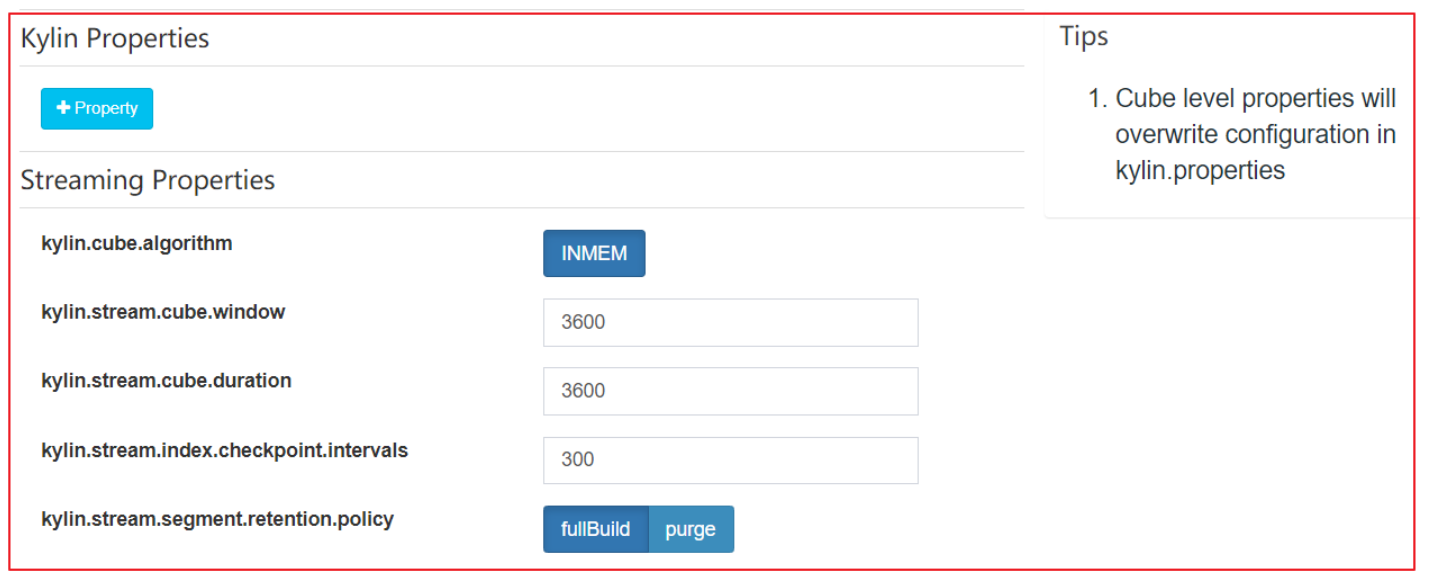 Kylin Properties
+ Property
Streaming Properties
kylin.cube.algorithm
INMEM
kylin.stream.cube.window
3600
kylin.stream.cube.duration
3600
kylin.stream.index.checkpoint.intervals
300
kylin.stream.segment.retention.policy
fullBuild purge
Tips
1. Cube level properties will
overwrite configuration in
kylin.properties